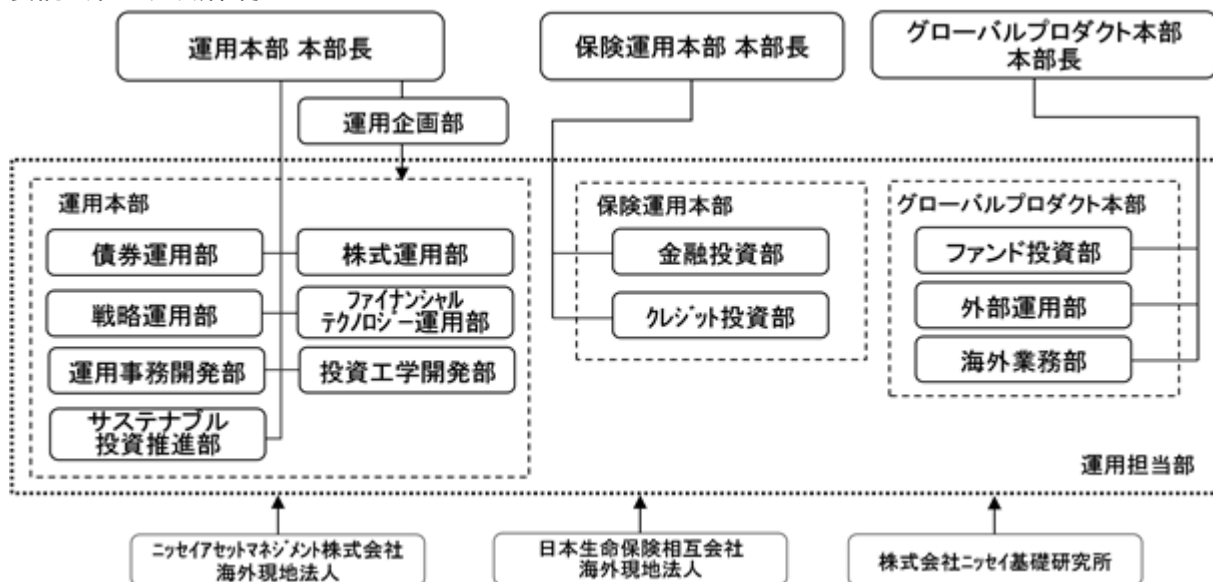 運用本部 本部長
保険運用本部 本部長
グローバルプロダクト本部
本部長
運用企画部
運用本部
債券運用部
株式運用部
戦略運用部
ファイナンシャル
テクノロジー運用部
運用事務開発部
投資工学開発部
サステナブル
投資推進部
保険運用本部
金融投資部
クレジット投資部
グローバルプロダクト本部
ファンド投資部
外部運用部
海外業務部
運用担当部
ニッセイアセットマネジメント株式会社
海外現地法人
日本生命保険相互会社
海外現地法人
株式会社ニッセイ基礎研究所